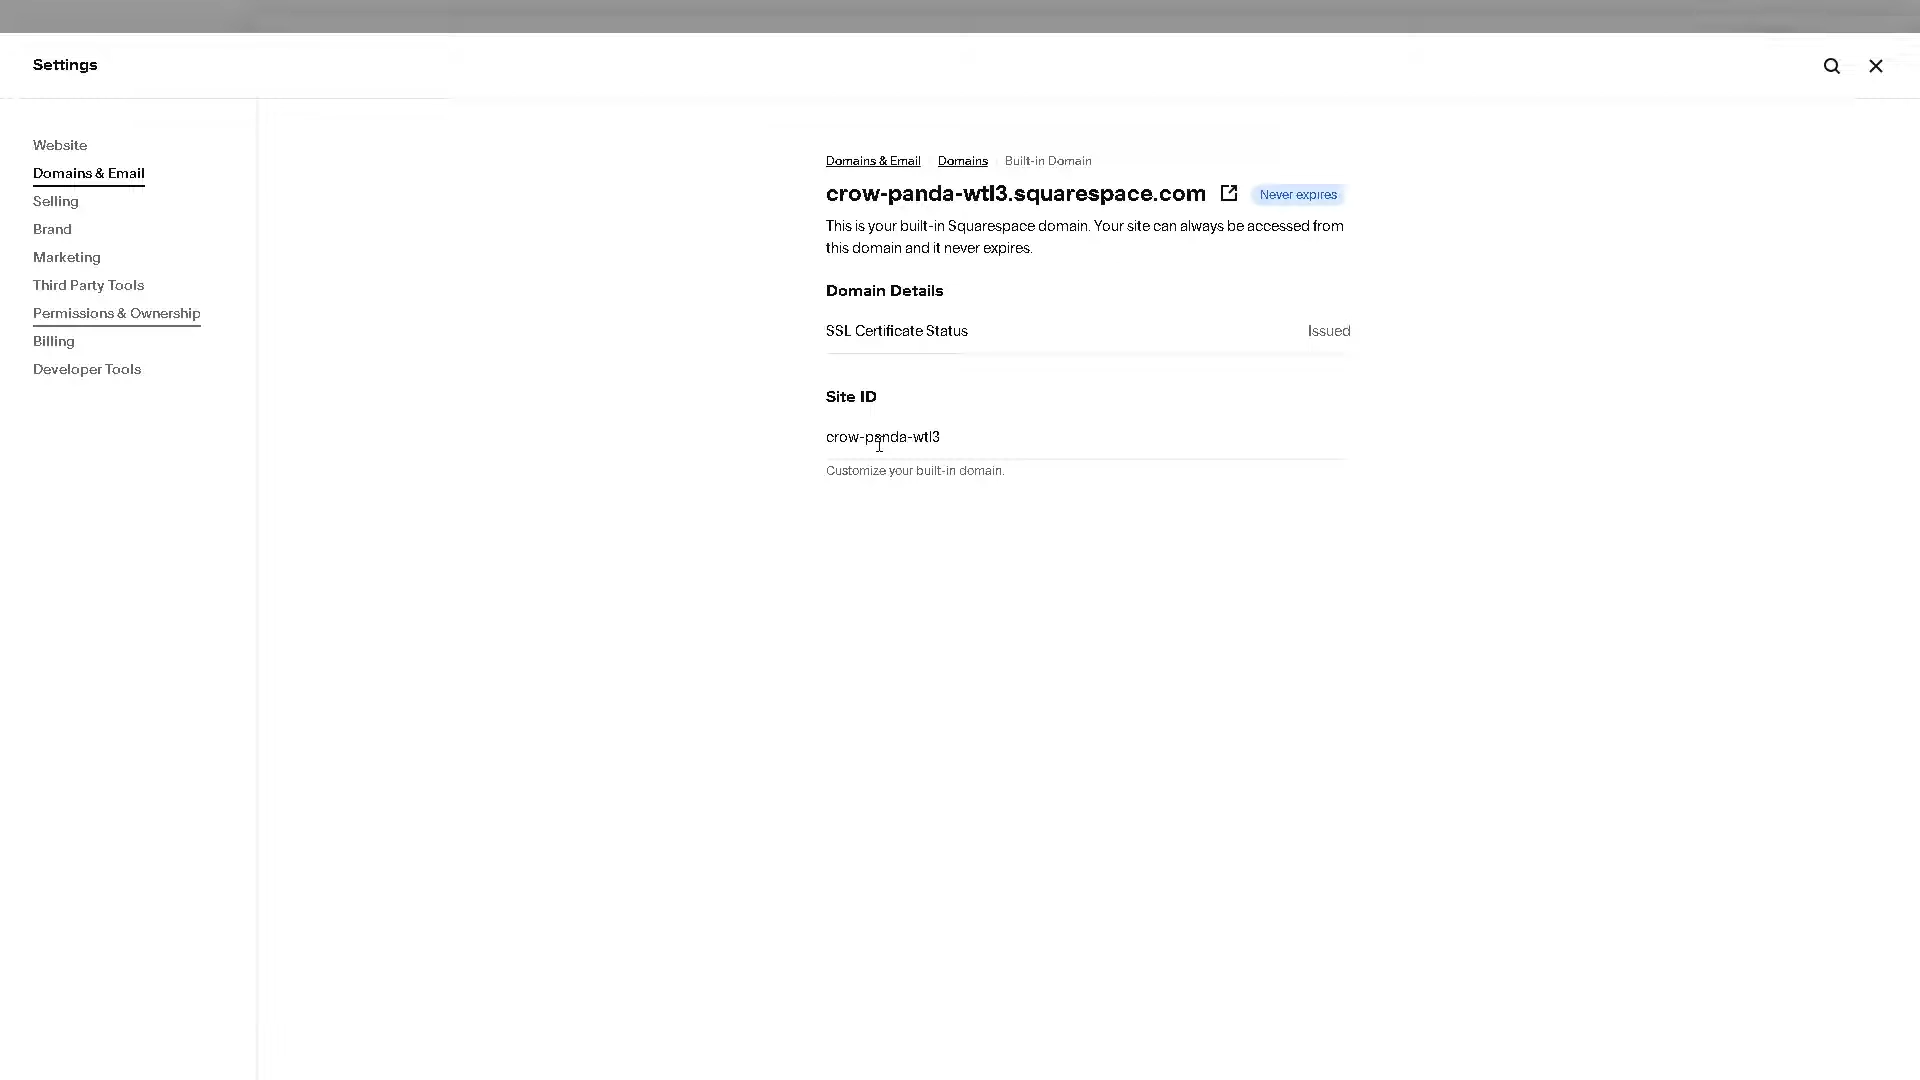 Settings
Website
Domains & Email
Selling
Brand
Marketing
Third Party Tools
Permissions & Ownership
Billing
Developer Tools
Domains & Email Domains Built-in Domain
crow-panda-wtl3.squarespace.com Never expires
This is your built-in Squarespace domain. Your site can always be accessed from
this domain and it never expires.
Domain Details
SSL Certificate Status Issued
Site ID
crow-panda-wtl3
Customize your built-in domain.